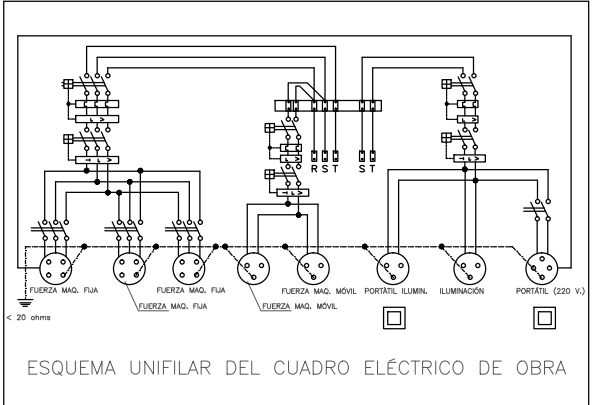 R S T
S T
FUERZA MAQ. FIJA
FUERZA MAQ. FIJA
FUERZA MAQ. MÓVIL
PORTÁTIL ILUMIN.
ILUMINACIÓN
PORTÁTIL (220 V.)
FUERZA MAQ. FIJA
FUERZA MAQ. MÓVIL
< 20 ohms
ESQUEMA UNIFILAR DEL CUADRO ELÉCTRICO DE OBRA